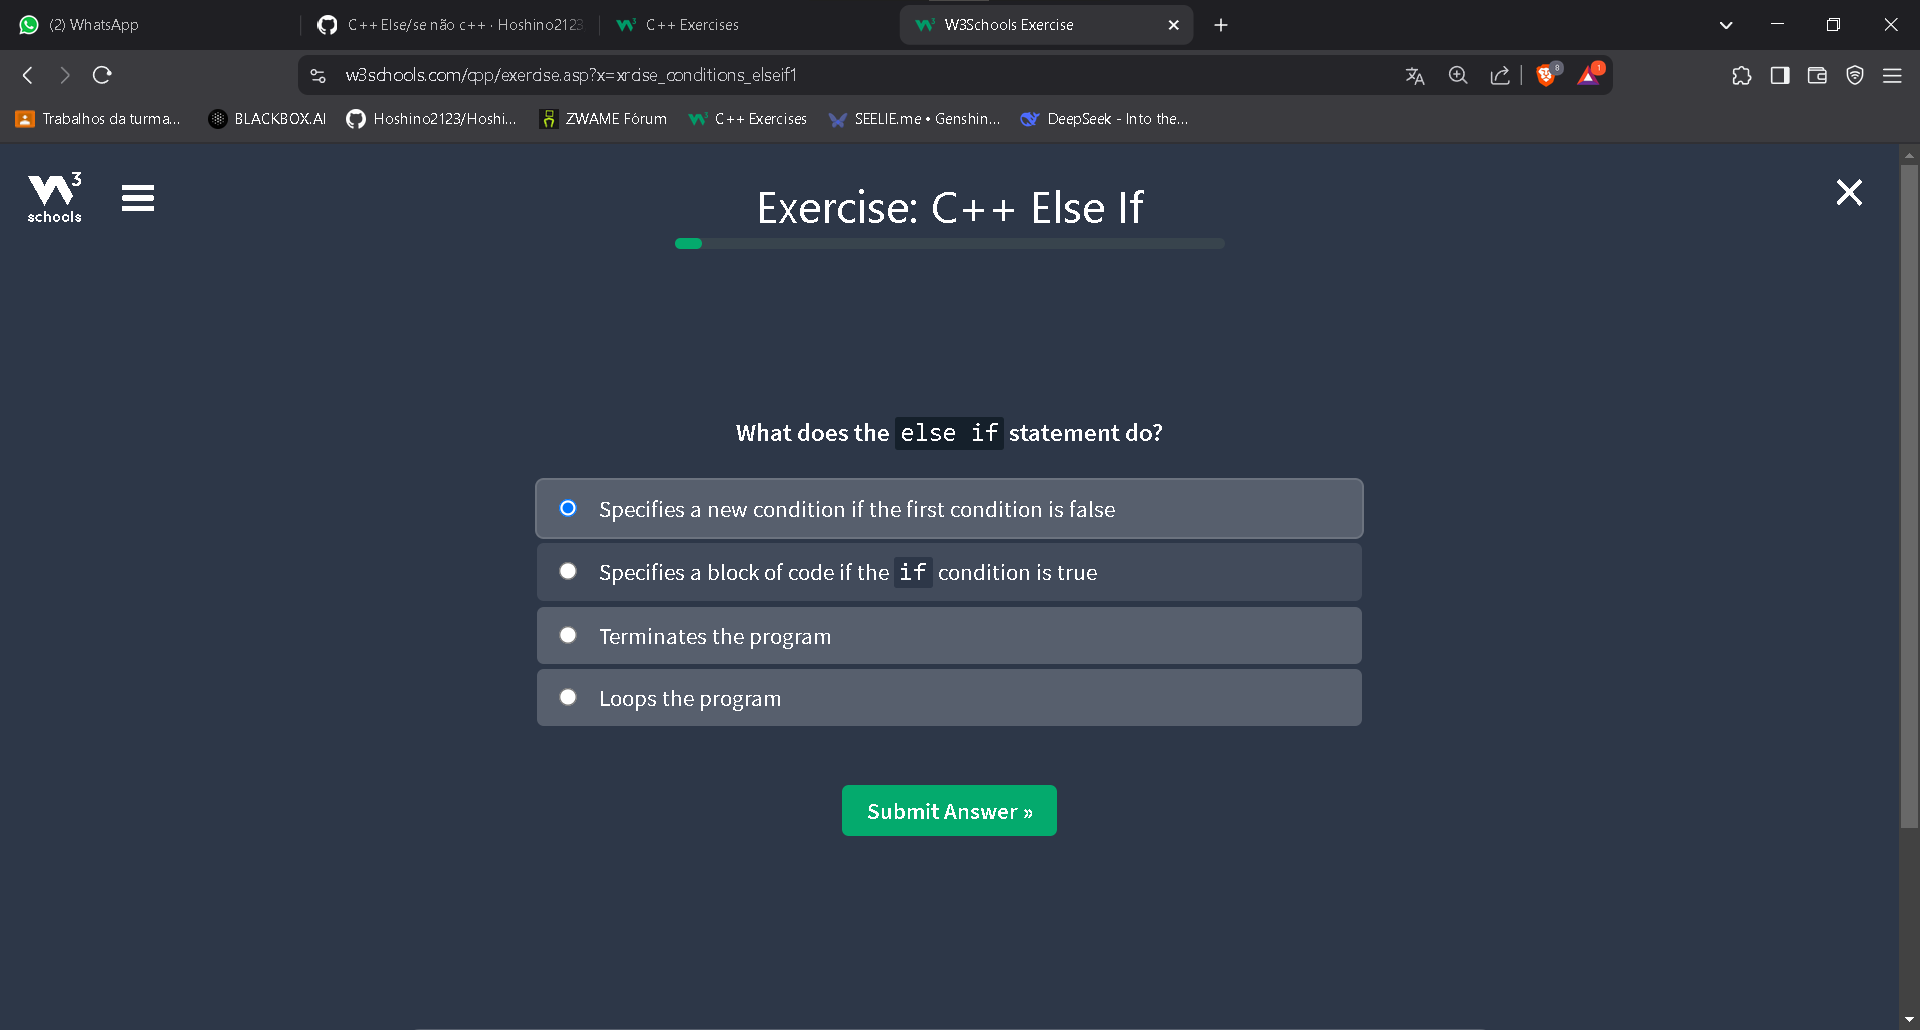 (2) WhatsApp
C++ Else/se não c++ · Hoshino2123
C++ Exercises
W3Schools Exercise
w3schools.com/cpp/exercise.asp?x=xrcise_conditions_elseif1
8
1
Trabalhos da turma...
BLACKBOX.AI
Hoshino2123/Hoshi...
ZWAME Fórum
C++ Exercises
SEELIE.me • Genshin...
DeepSeek - Into the...
W3
schools
Exercise: C++ Else If
What does the else if statement do?
Specifies a new condition if the first condition is false
Specifies a block of code if the if condition is true
Terminates the program
Loops the program
Submit Answer »